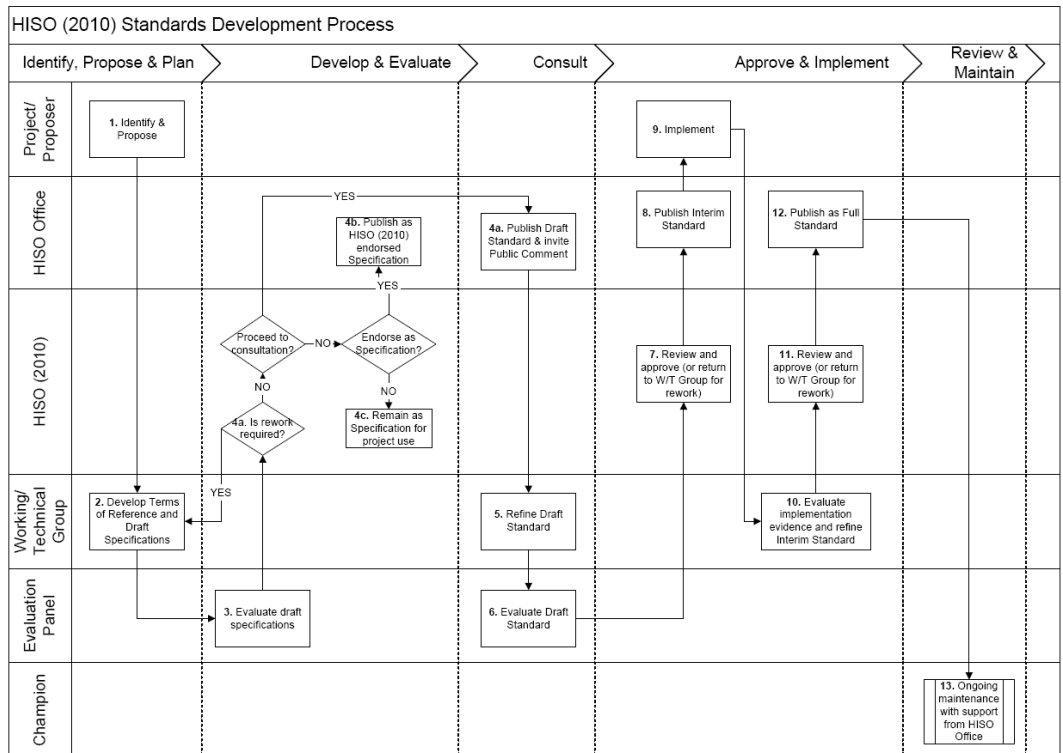 HISO (2010) Standards Development Process
Identify, Propose & Plan
Develop & Evaluate
Consult
Approve & Implement
Review &
Maintain
Project/
Proposer
1. Identify &
Propose
9. Implement
HISO Office
YES
4b. Publish as
HISO (2010)
endorsed
Specification
4a. Publish Draft
Standard & invite
Public Comment
8. Publish Interim
Standard
12. Publish as Full
Standard
YES
HISO (2010)
Proceed to
consultation?
NO
Endorse as
Specification?
7. Review and
approve (or return
to W/T Group for
rework)
11. Review and
approve (or return
to W/T Group for
rework)
NO
NO
4a. Is rework
required?
4c. Remain as
Specification for
project use
Working/
Technical
Group
YES
2. Develop Terms
of Reference and
Draft
Specifications
5. Refine Draft
Standard
10. Evaluate
implementation
evidence and refine
Interim Standard
Evaluation
Panel
3. Evaluate draft
specifications
6. Evaluate Draft
Standard
Champion
13. Ongoing
maintenance
with support
from HISO
Office